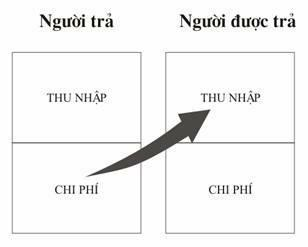 Người trả
Người được trả
THU NHẬP
THU NHẬP
CHI PHÍ
CHI PHÍ